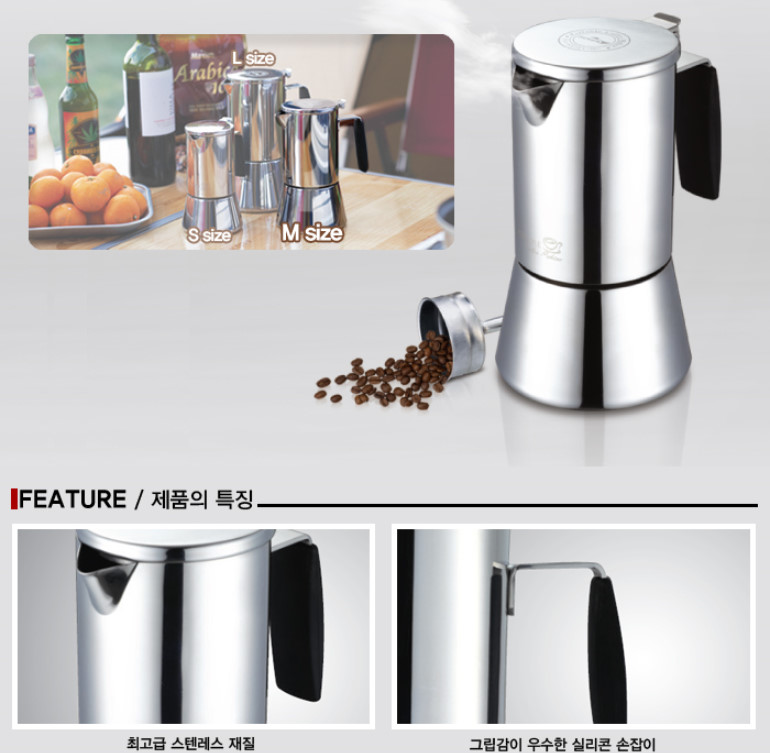 L size
Arabic
S size
M size
FEATURE / 제품의 특징
최고급 스텐레스 재질
그립감이 우수한 실리콘 손잡이